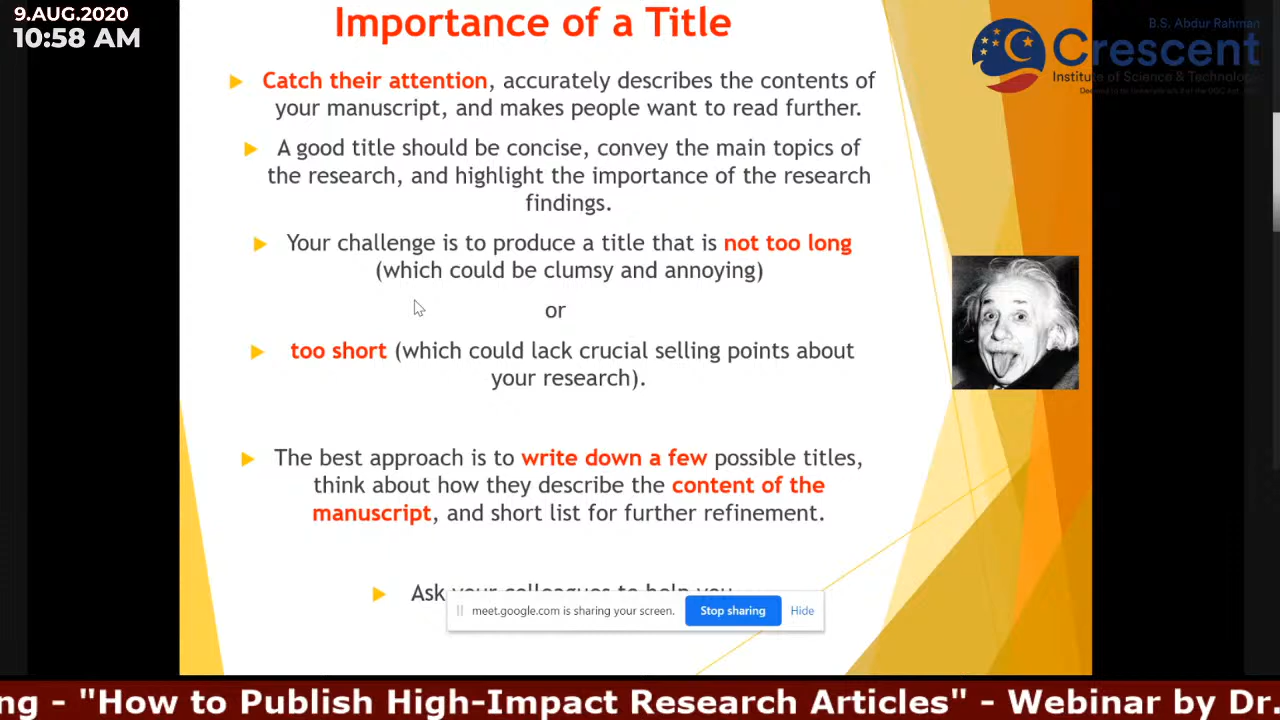 9.AUG.2020
10:58 AM
Importance of a Title
B.S. Abdur Rahman
Crescent
Institute of Science & Technology
Catch their attention, accurately describes the contents of
your manuscript, and makes people want to read further.
A good title should be concise, convey the main topics of
the research, and highlight the importance of the research
findings.
Your challenge is to produce a title that is not too long
(which could be clumsy and annoying)
or
too short (which could lack crucial selling points about
your research).
The best approach is to write down a few possible titles,
think about how they describe the content of the
manuscript, and short list for further refinement.
Ask your colleagues to help you
meet.google.com is sharing your screen. Stop sharing Hide
ng - "How to Publish High-Impact Research Articles" - Webinar by Dr.